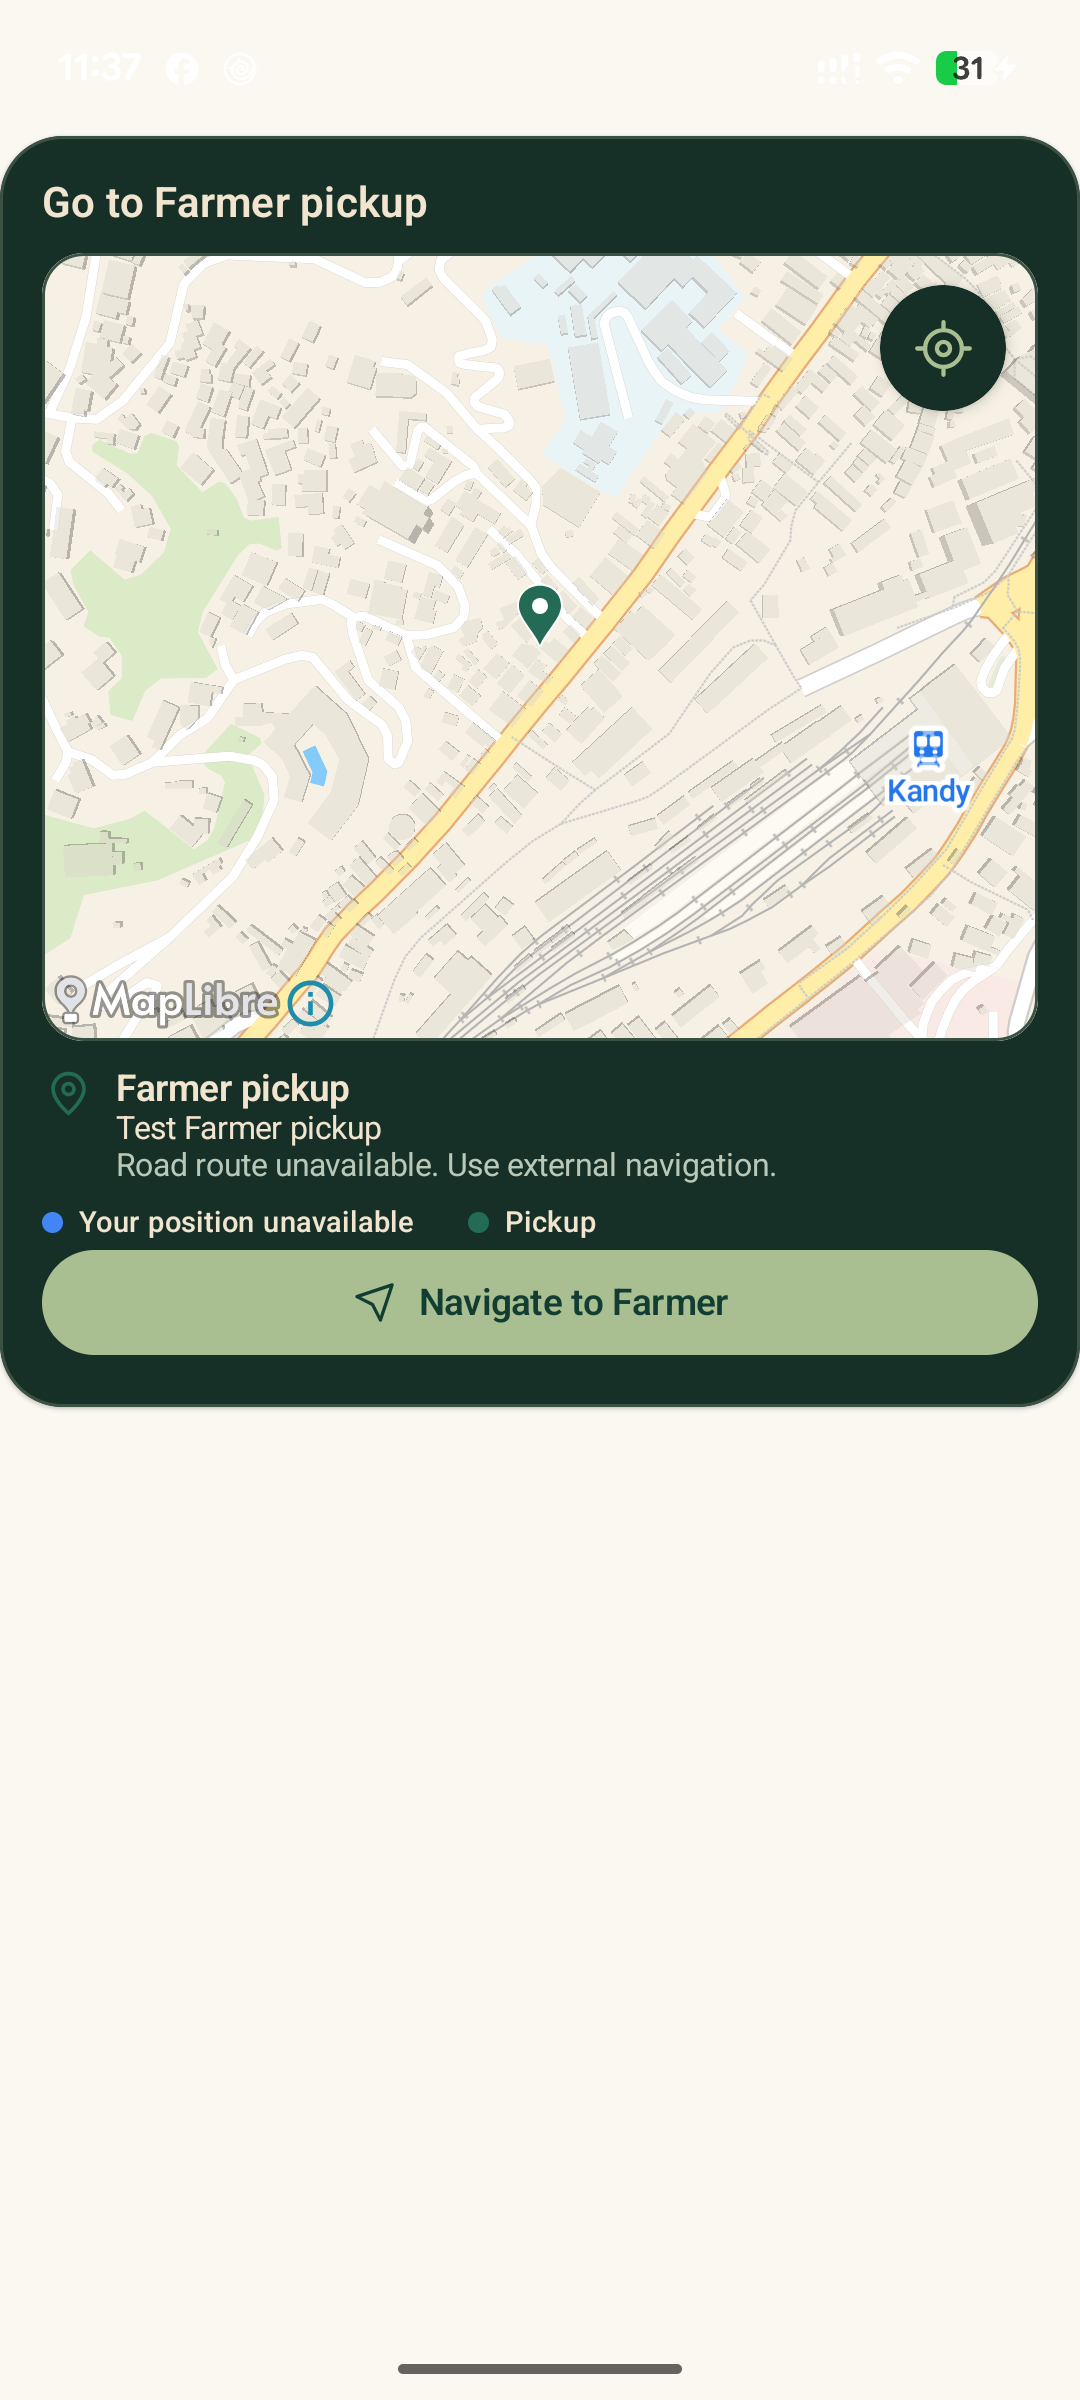 11:37
31
Go to Farmer pickup
Kandy
MapLibre
Farmer pickup
Test Farmer pickup
Road route unavailable. Use external navigation.
Your position unavailable
Pickup
Navigate to Farmer